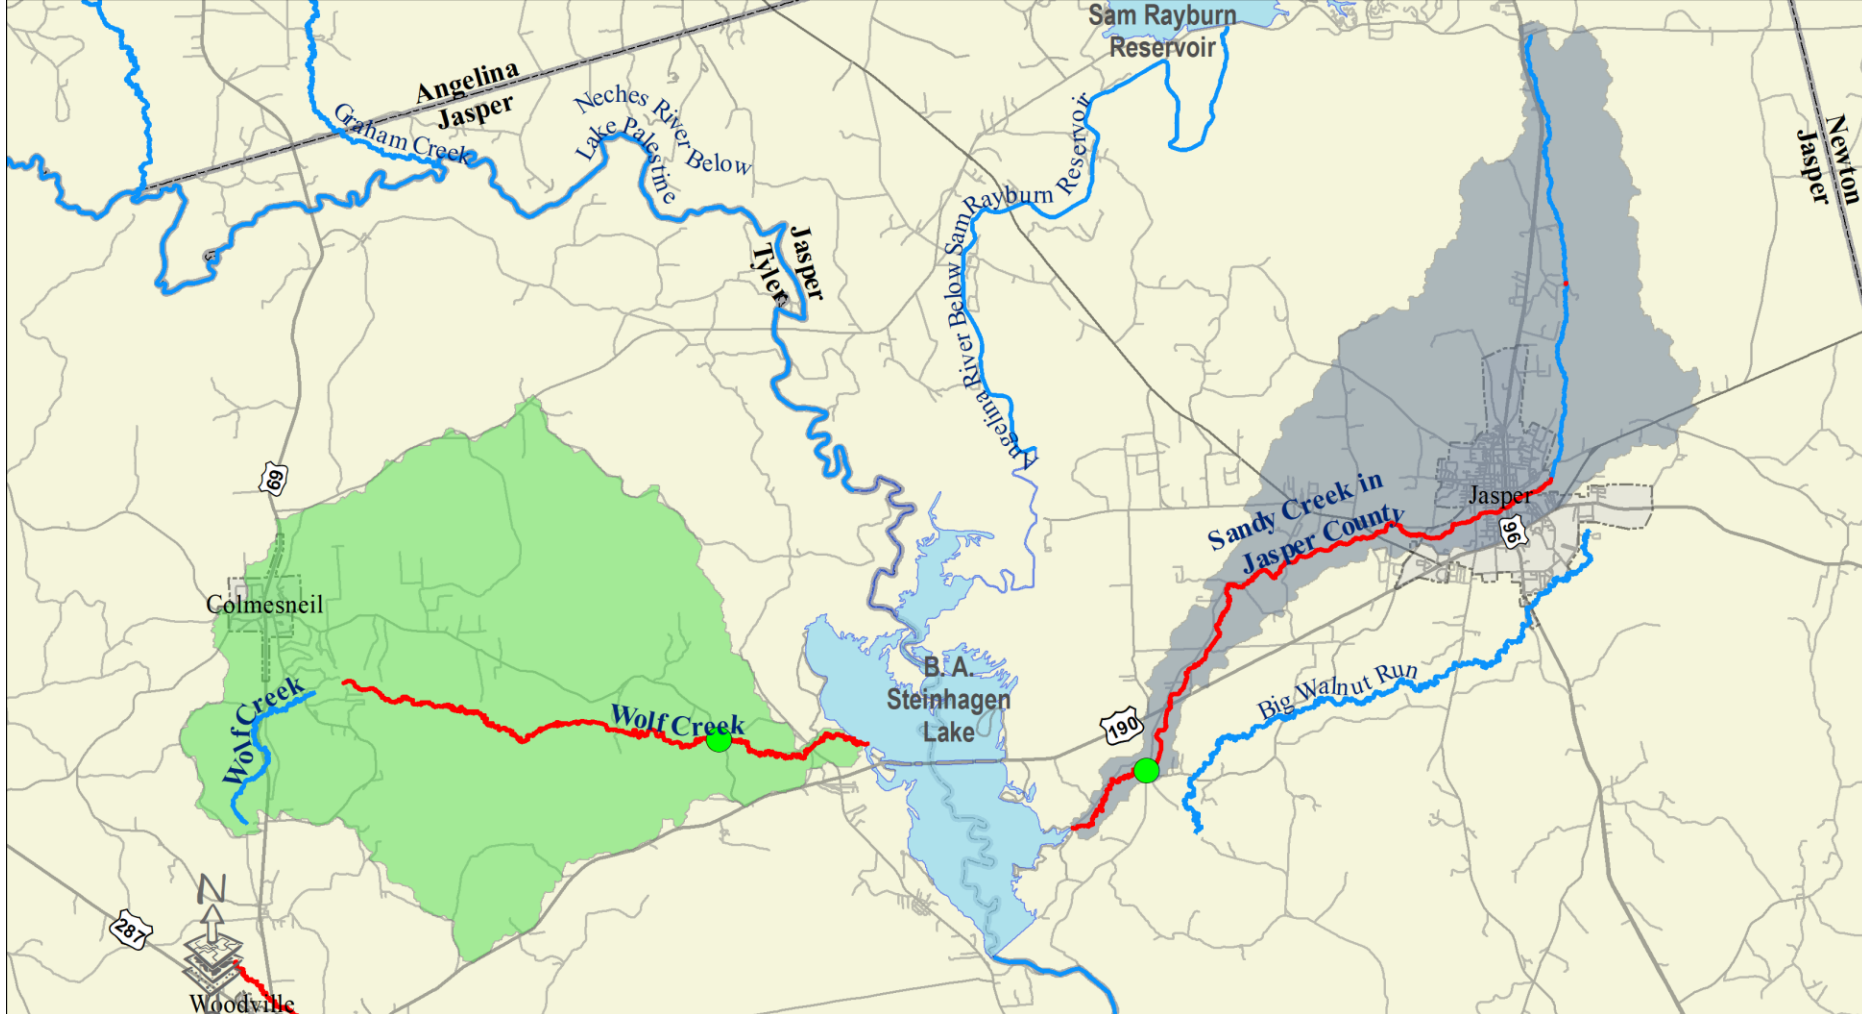 Sam Rayburn
Reservoir
Angelina
Jasper
Graham Creek
Neches River Below
Lake Palestine
Newton
Jasper
Jasper
Tyler
Angelina River Below Sam Rayburn Reservoir
69
Sandy Creek in
Jasper County
Jasper
96
Colmesneil
Wolf Creek
Wolf Creek
B. A.
Steinhagen
Lake
190
Big Walnut Run
N
287
Woodville